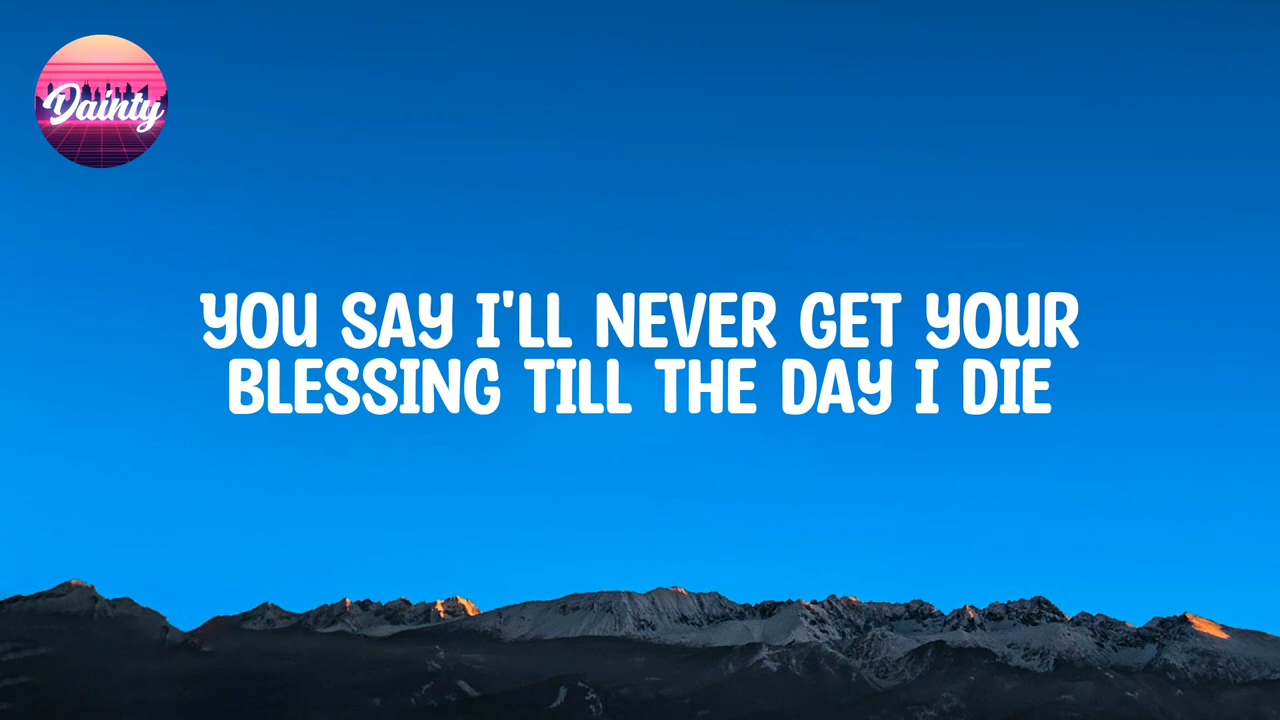 Dainty
YOU SAY I'LL NEVER GET YOUR
BLESSING TILL THE DAY I DIE